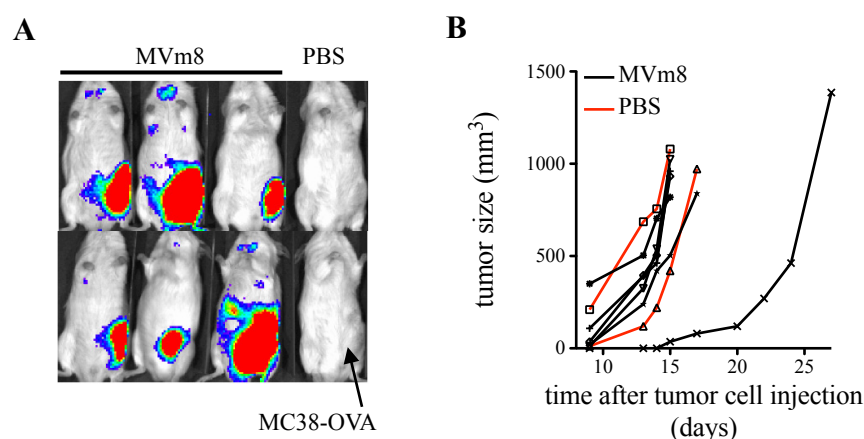 A
MVm8 PBS
MC38-OVA
B
1500
1000
500
0
tumor size (mm³)
MVm8
PBS
10 15 20 25
time after tumor cell injection
(days)